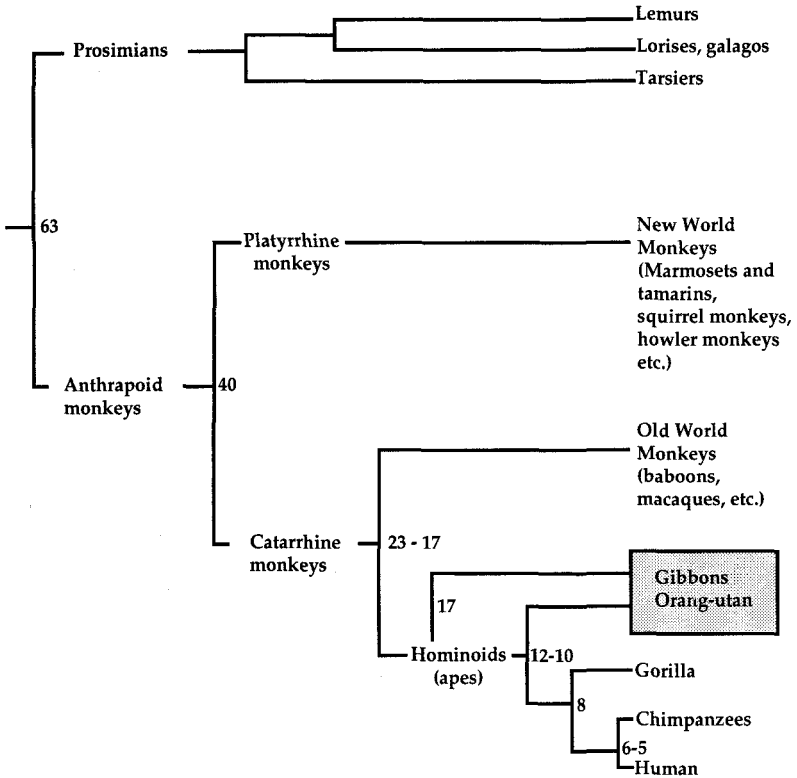 Lemurs
Prosimians
Lorises, galagos
Tarsiers
63
Platyrrhine
monkeys
New World
Monkeys
(Marmosets and
tamarins,
squirrel monkeys,
howler monkeys
etc.)
Anthrapoid
monkeys
40
Old World
Monkeys
(baboons,
macaques, etc.)
Catarrhine
monkeys
23 - 17
Gibbons
Orang-utan
17
Hominoids
(apes)
12-10
Gorilla
8
Chimpanzees
6-5
Human